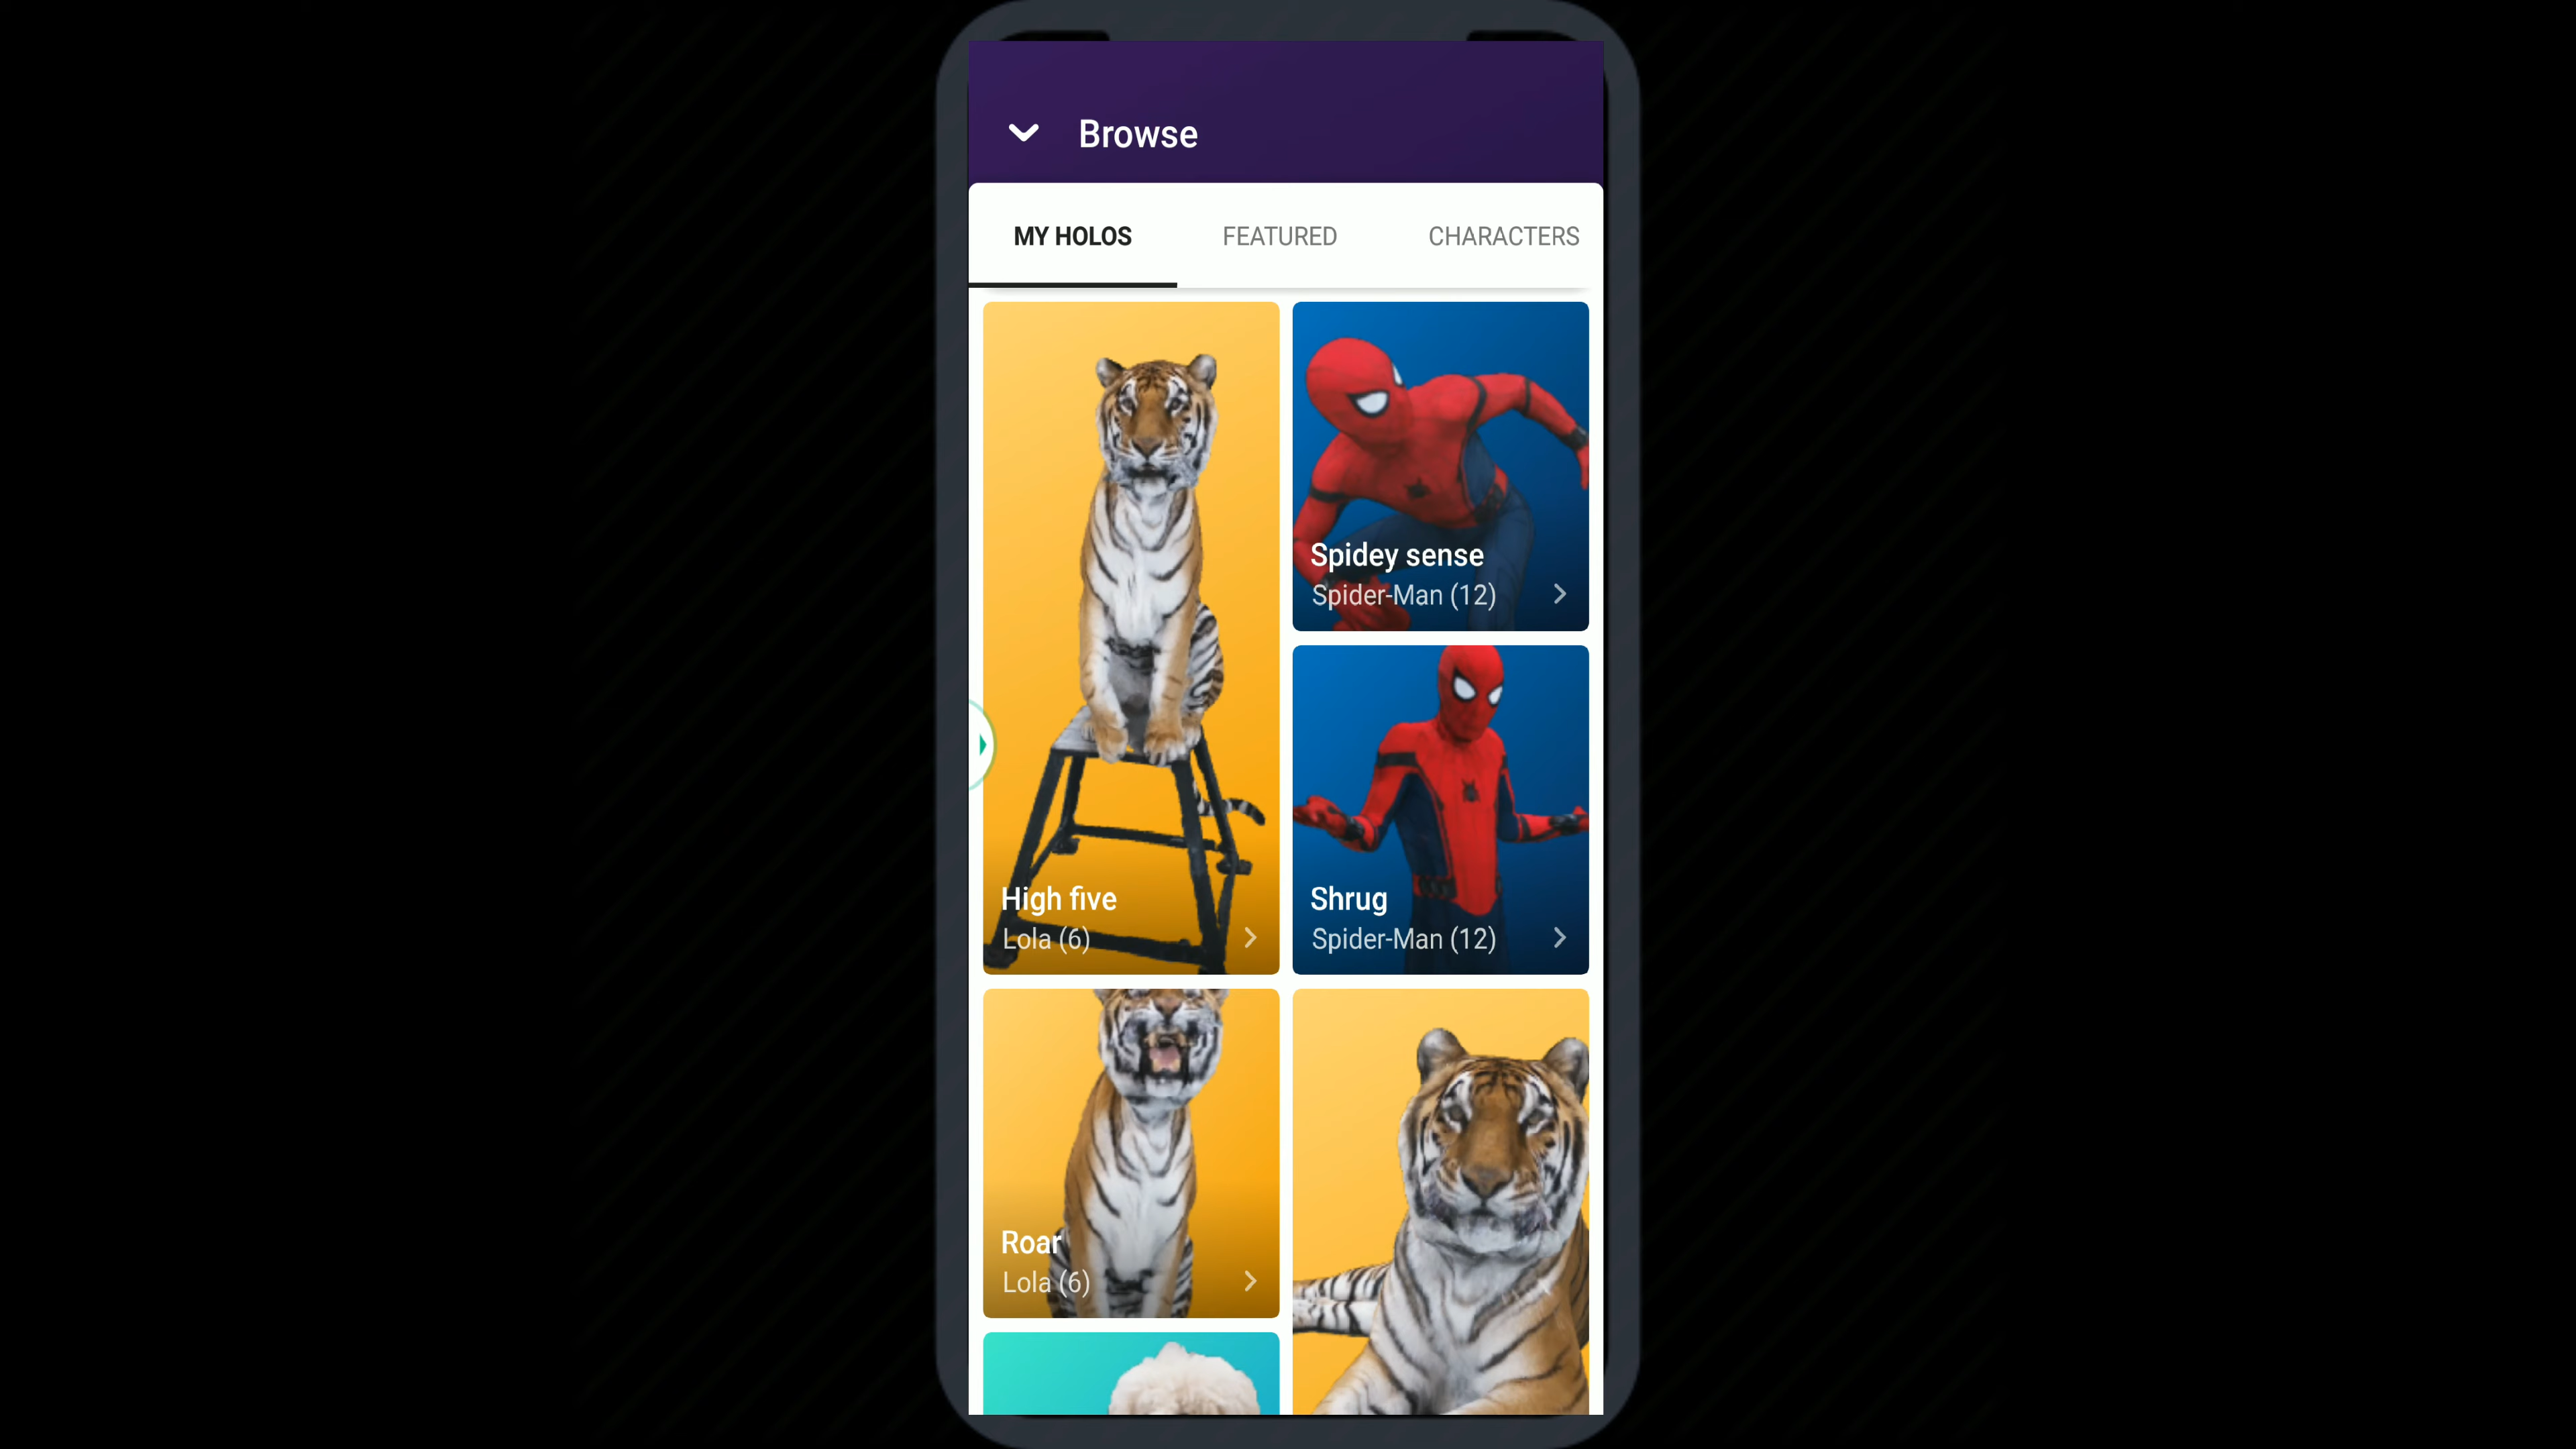 Browse
MY HOLOS
FEATURED
CHARACTERS
High five
Lola (6)
Spidey sense
Spider-Man (12)
Shrug
Spider-Man (12)
Roar
Lola (6)